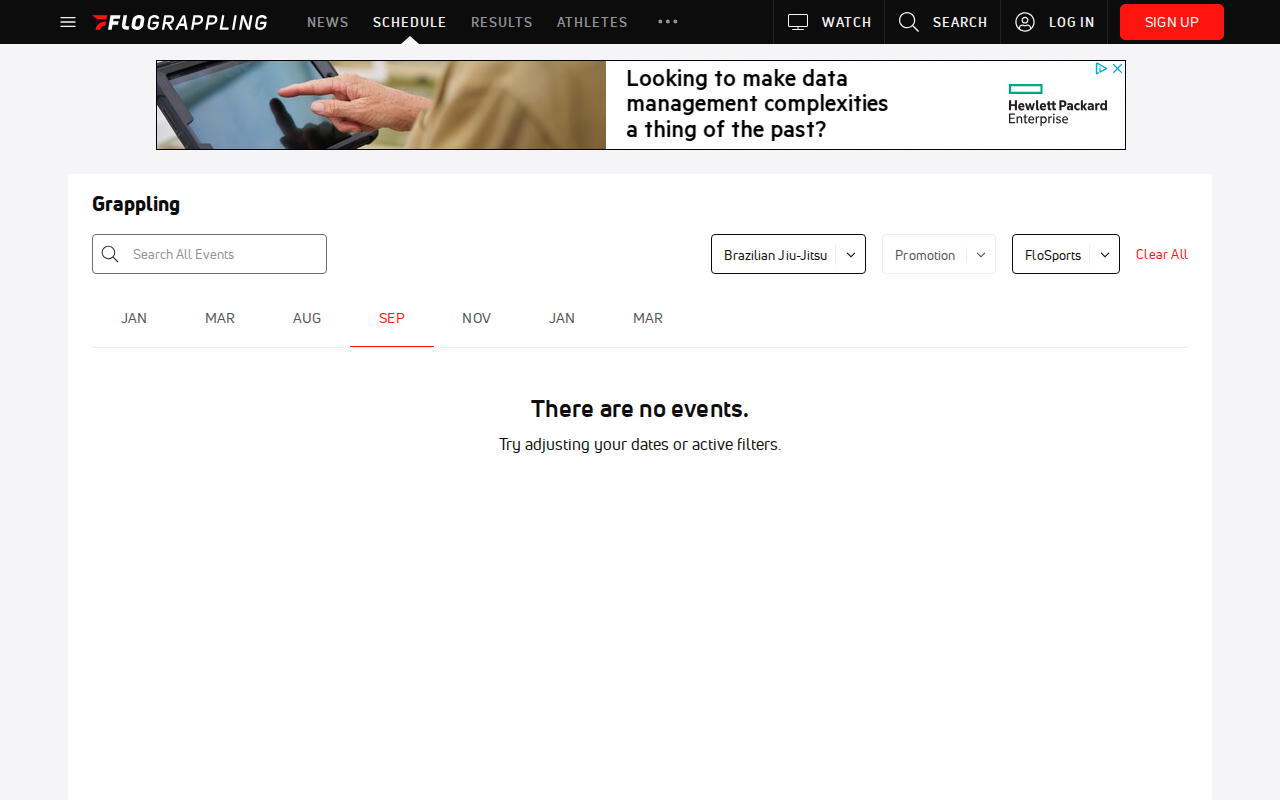 FLOGRAPPLING
NEWS SCHEDULE RESULTS ATHLETES
WATCH SEARCH LOG IN SIGN UP
Looking to make data
management complexities
a thing of the past?
Hewlett Packard
Enterprise
Grappling
Search All Events
Brazilian Jiu-Jitsu Promotion FloSports Clear All
JAN MAR AUG SEP NOV JAN MAR
There are no events.
Try adjusting your dates or active filters.